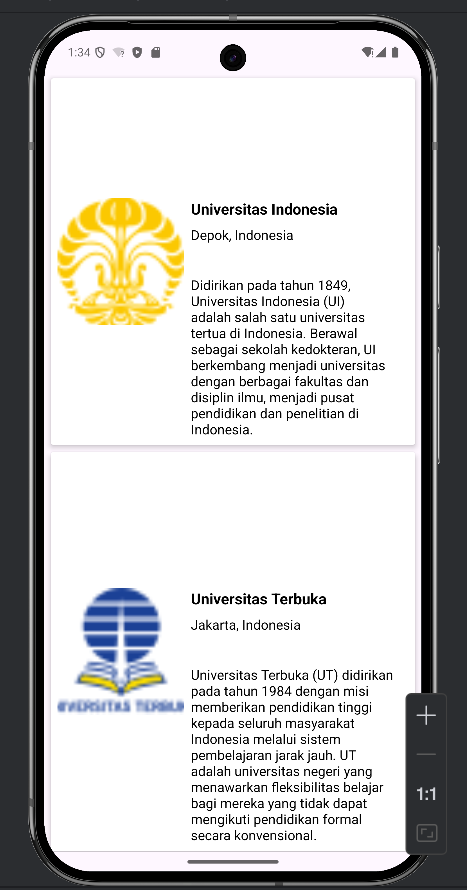 1:34
Universitas Indonesia
Depok, Indonesia
Didirikan pada tahun 1849,
Universitas Indonesia (UI)
adalah salah satu universitas
tertua di Indonesia. Berawal
sebagai sekolah kedokteran, UI
berkembang menjadi universitas
dengan berbagai fakultas dan
disiplin ilmu, menjadi pusat
pendidikan dan penelitian di
Indonesia.
Universitas Terbuka
Jakarta, Indonesia
VERSITAS TERBU
Universitas Terbuka (UT) didirikan
pada tahun 1984 dengan misi
memberikan pendidikan tinggi
kepada seluruh masyarakat
Indonesia melalui sistem
pembelajaran jarak jauh. UT
adalah universitas negeri yang
menawarkan fleksibilitas belajar
bagi mereka yang tidak dapat
mengikuti pendidikan formal
secara konvensional.
1:1